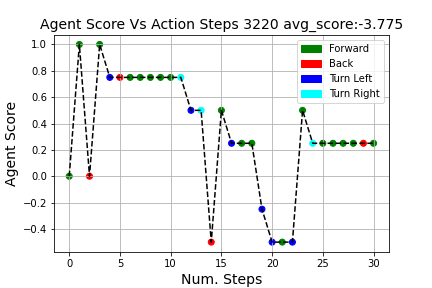 Agent Score Vs Action Steps 3220 avg_score:-3.775
Agent Score
1.0
0.8
0.6
0.4
0.2
0.0
−0.2
−0.4
Forward
Back
Turn Left
Turn Right
0 5 10 15 20 25 30
Num. Steps